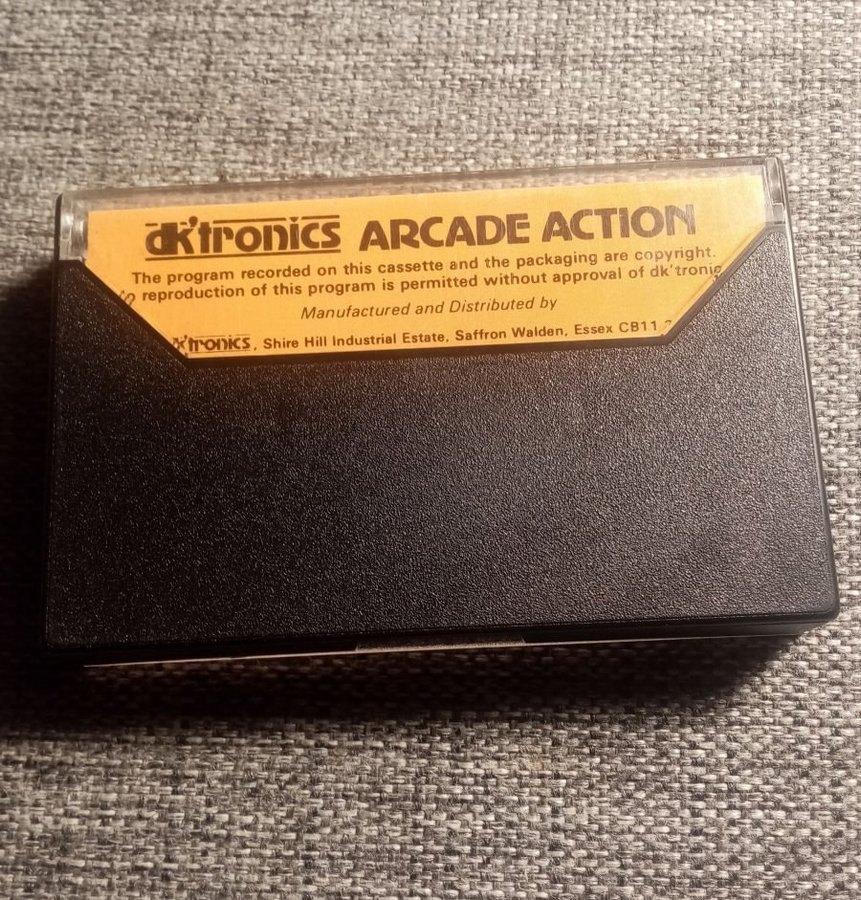 dk'tronics ARCADE ACTION
The program recorded on this cassette and the packaging are copyright.
reproduction of this program is permitted without approval of
Manufactured and Distributed by
dk'tronics, Shire Hill Industrial Estate, Saffron Walden, Essex CB11